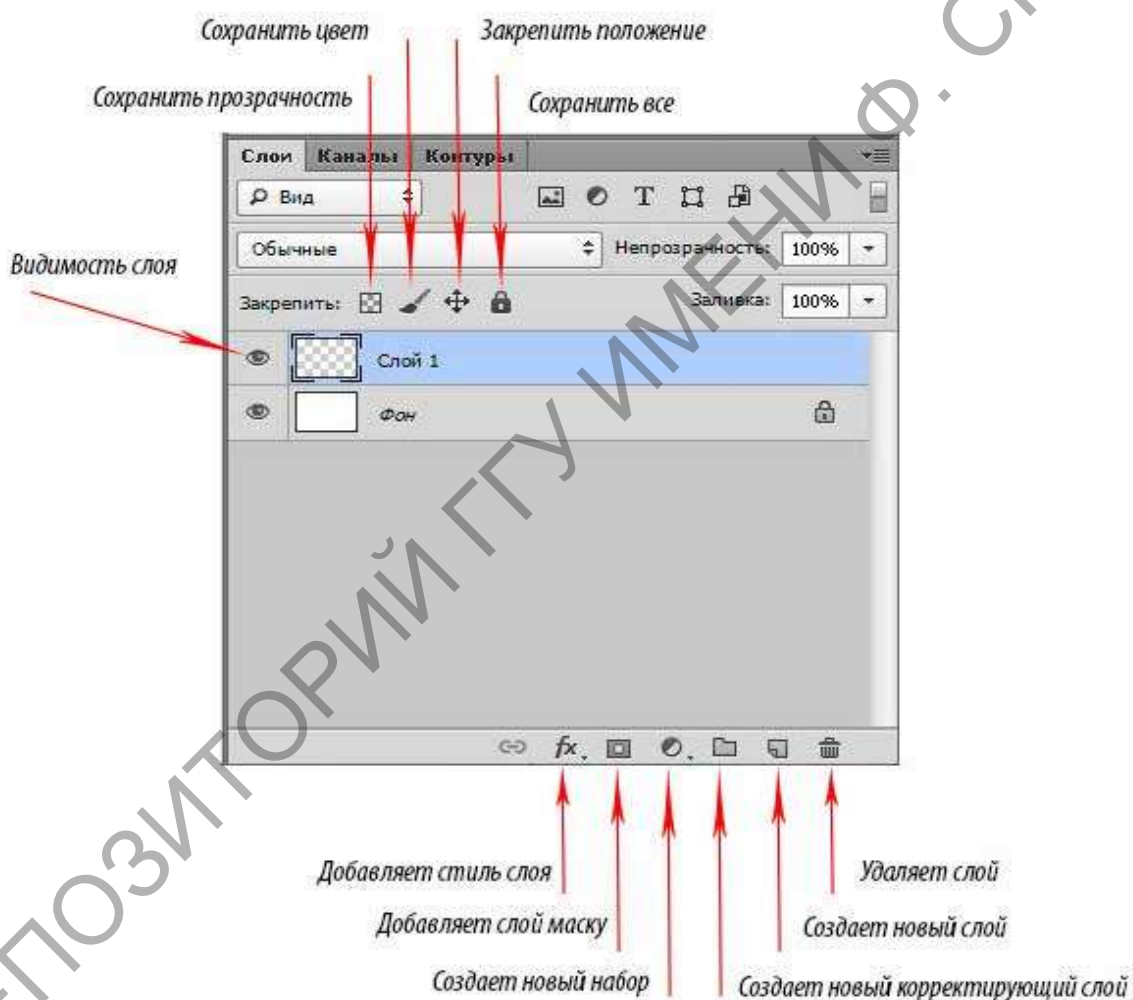 Сохранить цвет Закрепить положение
Сохранить прозрачность Сохранить все
Слои Каналы Контуры
Вид T
Обычные Непрозрачность: 100%
Видимость слоя
Закрепить: Заливка: 100%
Слой 1
Фон
fx
Добавляет стиль слоя Удаляет слой
Добавляет слой маску Создает новый слой
Создает новый набор Создает новый корректирующий слой
ПОЗИТОРИЙ ГГУ ИМЕНИ Ф.